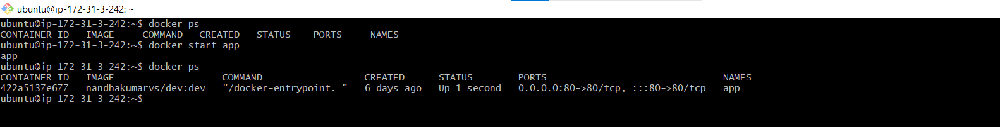 ubuntu@ip-172-31-3-242: ~
ubuntu@ip-172-31-3-242:~$ docker ps
CONTAINER ID   IMAGE     COMMAND   CREATED   STATUS    PORTS     NAMES
ubuntu@ip-172-31-3-242:~$ docker start app
app
ubuntu@ip-172-31-3-242:~$ docker ps
CONTAINER ID   IMAGE                   COMMAND                  CREATED      STATUS        PORTS                               NAMES
422a5137e677   nandhakumarvs/dev:dev   "/docker-entrypoint.…"   6 days ago   Up 1 second   0.0.0.0:80->80/tcp, :::80->80/tcp   app
ubuntu@ip-172-31-3-242:~$